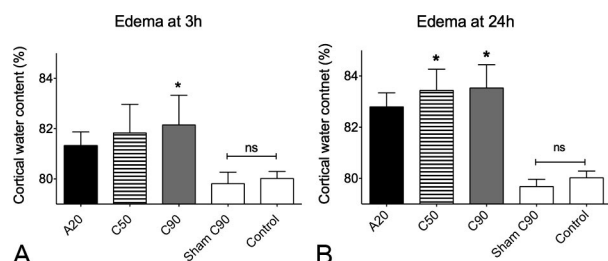 Edema at 3h
Cortical water content (%)
84
82
80
*
ns
A20
C50
C90
Sham C90
Control
A
Edema at 24h
Cortical water contnet (%)
84
82
80
*
*
ns
A20
C50
C90
Sham C90
Control
B